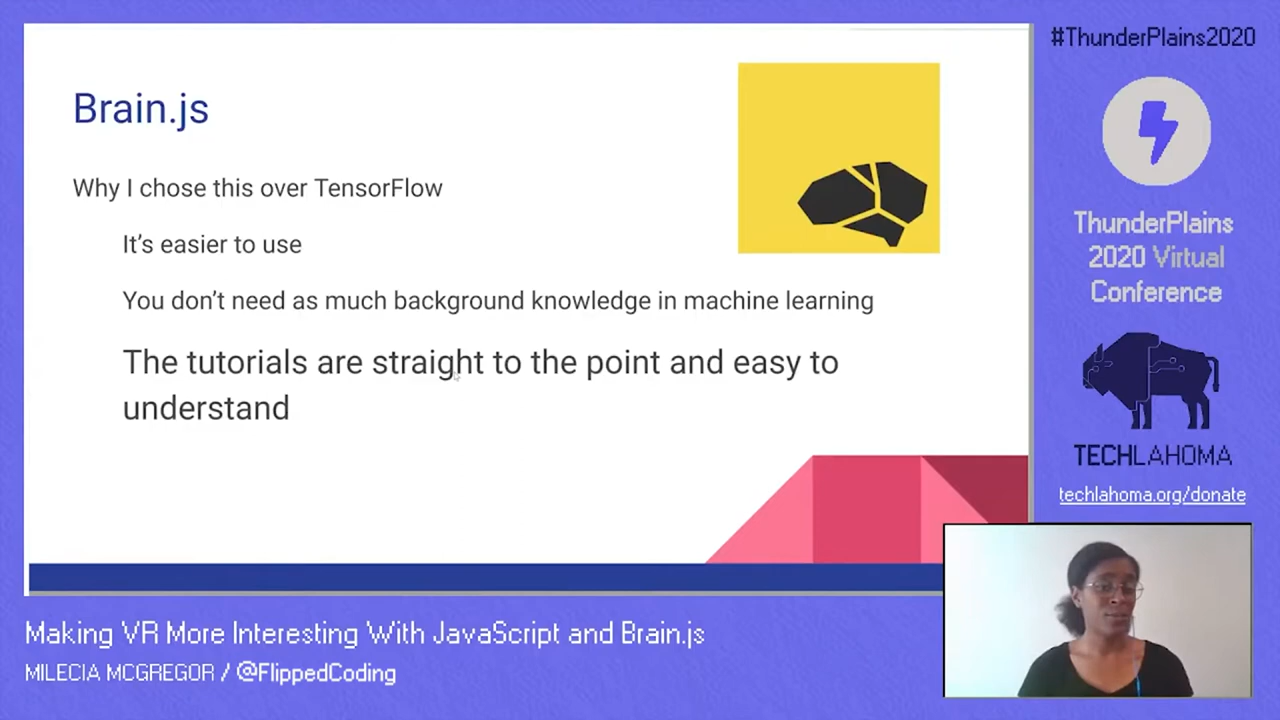 Brain.js
Why I chose this over TensorFlow
It's easier to use
You don't need as much background knowledge in machine learning
The tutorials are straight to the point and easy to
understand
#ThunderPlains2020
ThunderPlains
2020 Virtual
Conference
TECHLAHOMA
techlahoma.org/donate
Making VR More Interesting With JavaScript and Brain.js
MILECIA MCGREGOR / @FlippedCoding